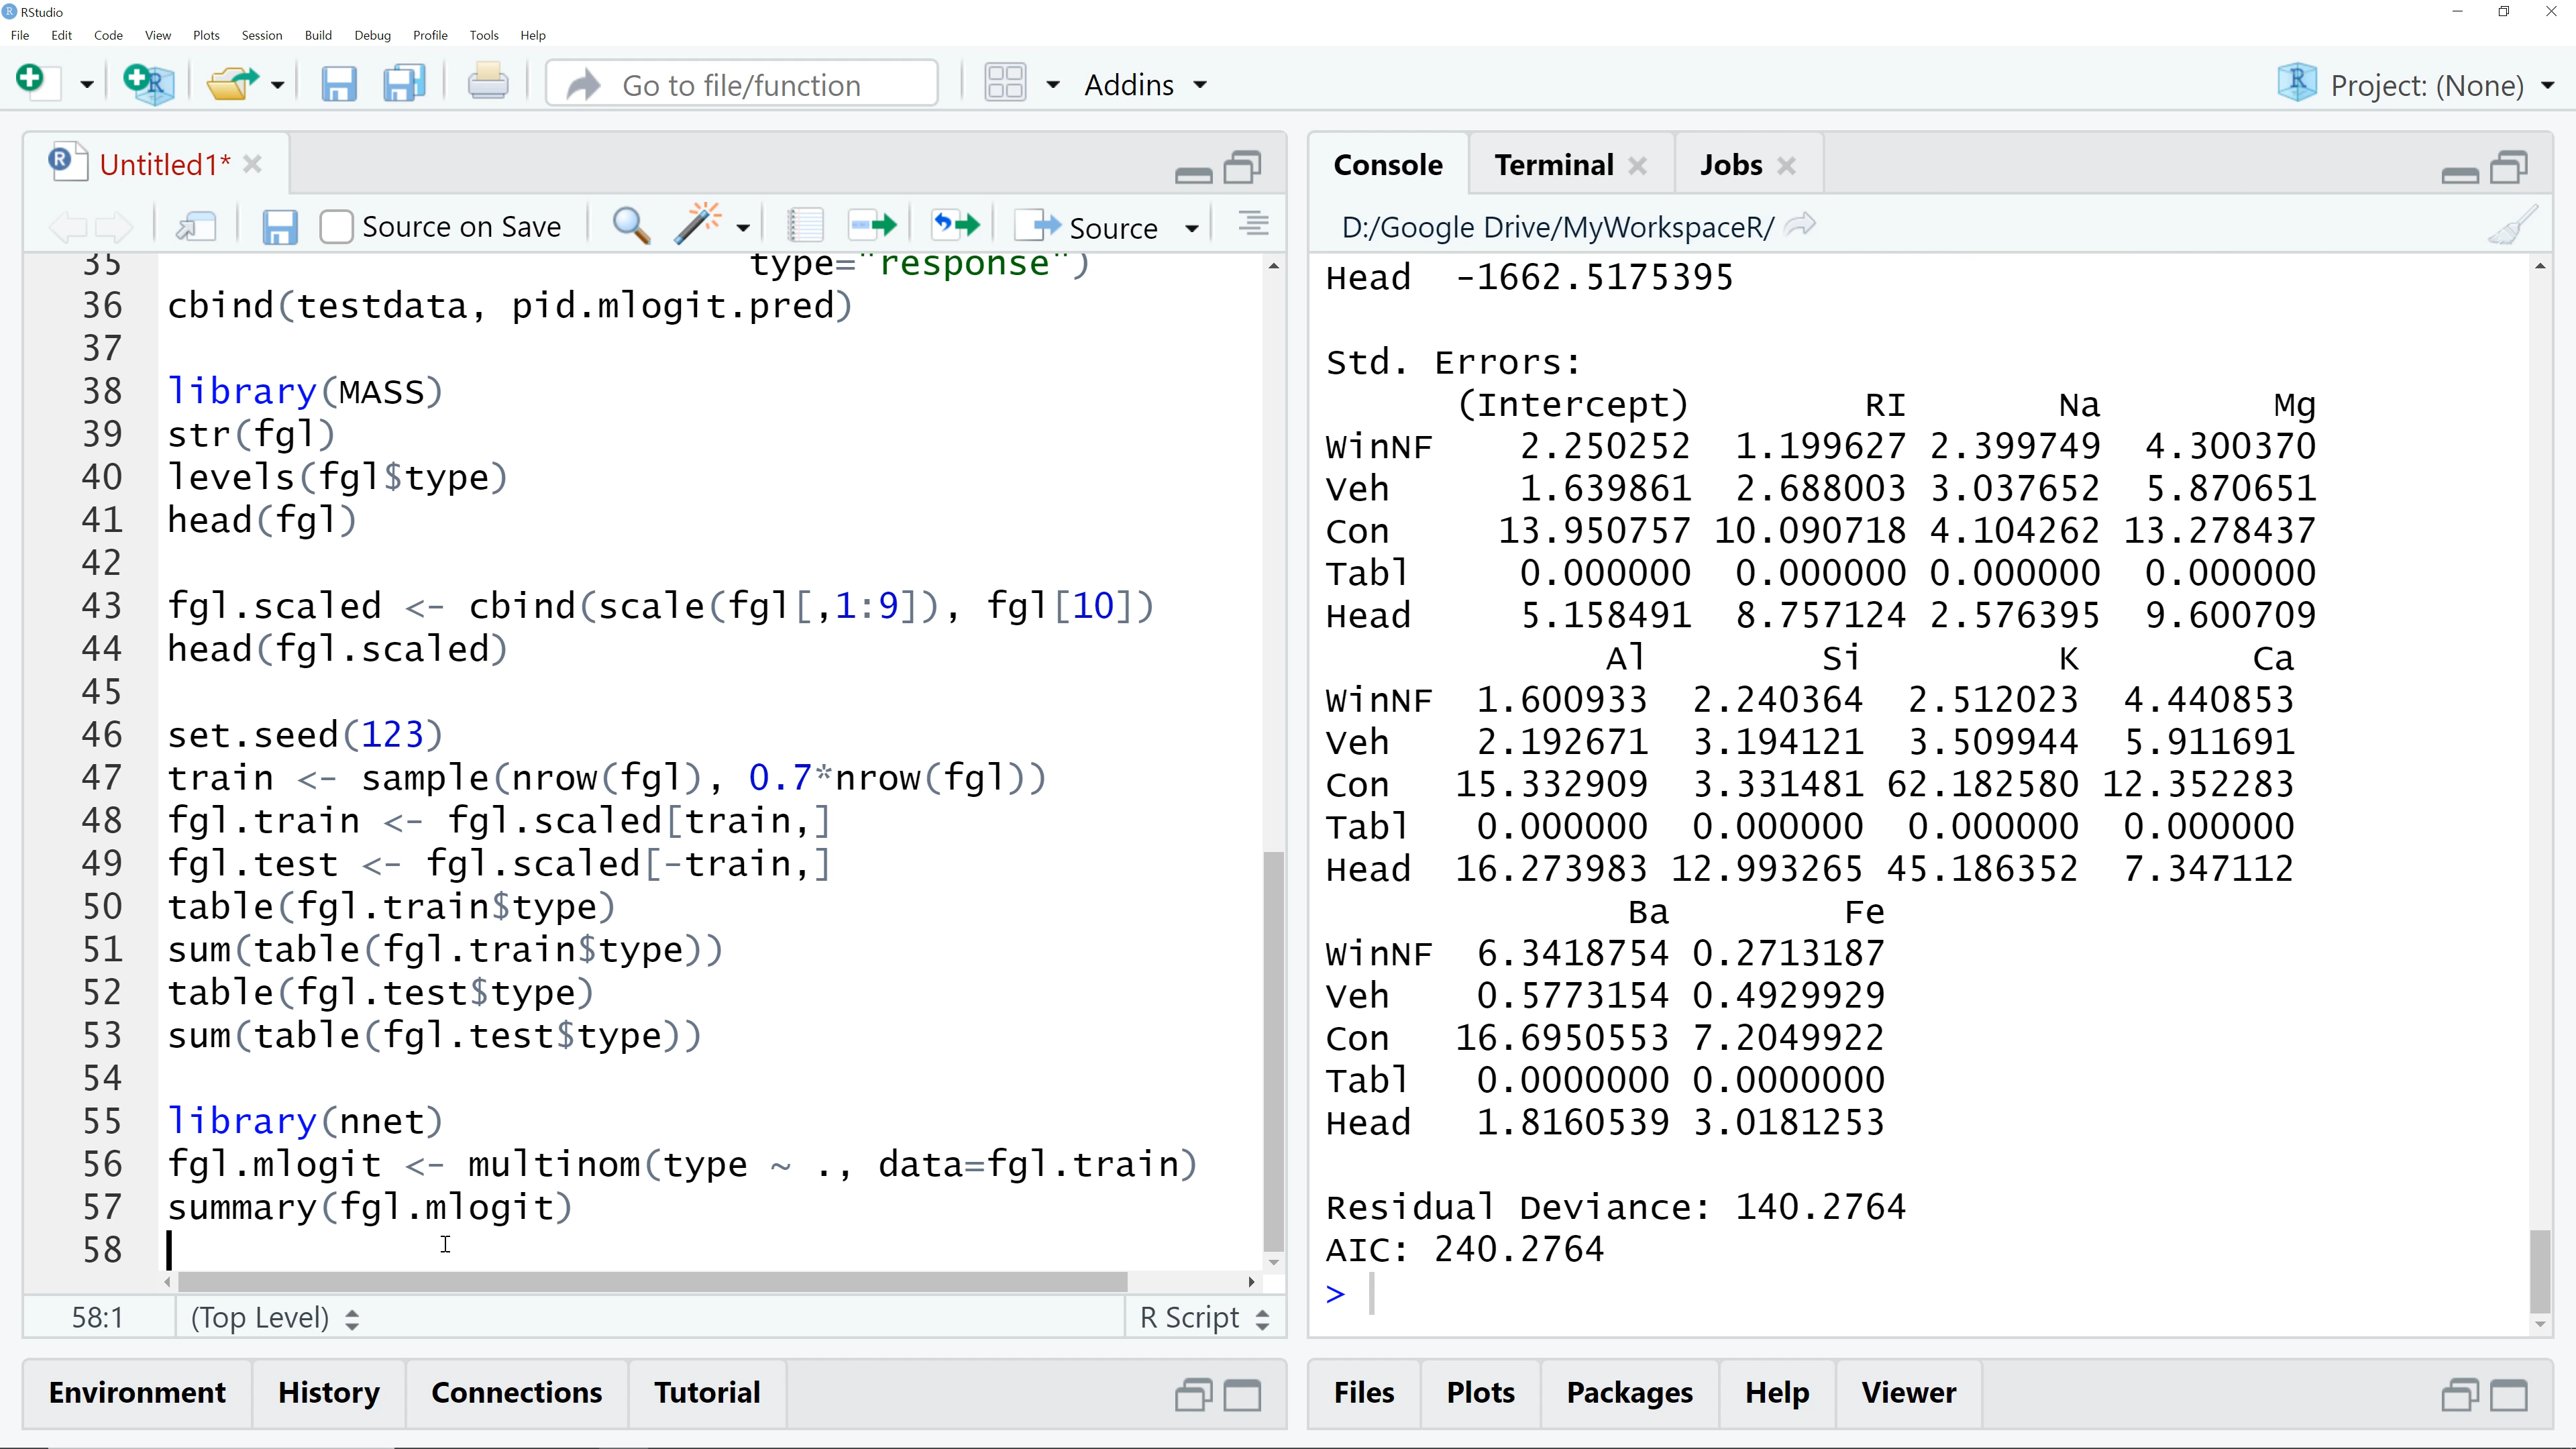 RStudio
File Edit Code View Plots Session Build Debug Profile Tools Help
Go to file/function Addins Project: (None)
Untitled1*
Source on Save Source
35 type="response")
36 cbind(testdata, pid.mlogit.pred)
37
38 library(MASS)
39 str(fgl)
40 levels(fgl$type)
41 head(fgl)
42
43 fgl.scaled <- cbind(scale(fgl[,1:9]), fgl[10])
44 head(fgl.scaled)
45
46 set.seed(123)
47 train <- sample(nrow(fgl), 0.7*nrow(fgl))
48 fgl.train <- fgl.scaled[train,]
49 fgl.test <- fgl.scaled[-train,]
50 table(fgl.train$type)
51 sum(table(fgl.train$type))
52 table(fgl.test$type)
53 sum(table(fgl.test$type))
54
55 library(nnet)
56 fgl.mlogit <- multinom(type ~ ., data=fgl.train)
57 summary(fgl.mlogit)
58
58:1 (Top Level) R Script
Environment History Connections Tutorial
Console Terminal Jobs
D:/Google Drive/MyWorkspaceR/
Head -1662.5175395
Std. Errors:
(Intercept) RI Na Mg
WinNF 2.250252 1.199627 2.399749 4.300370
Veh 1.639861 2.688003 3.037652 5.870651
Con 13.950757 10.090718 4.104262 13.278437
Tabl 0.000000 0.000000 0.000000 0.000000
Head 5.158491 8.757124 2.576395 9.600709
Al Si K Ca
WinNF 1.600933 2.240364 2.512023 4.440853
Veh 2.192671 3.194121 3.509944 5.911691
Con 15.332909 3.331481 62.182580 12.352283
Tabl 0.000000 0.000000 0.000000 0.000000
Head 16.273983 12.993265 45.186352 7.347112
Ba Fe
WinNF 6.3418754 0.2713187
Veh 0.5773154 0.4929929
Con 16.6950553 7.2049922
Tabl 0.0000000 0.0000000
Head 1.8160539 3.0181253
Residual Deviance: 140.2764
AIC: 240.2764
>
Files Plots Packages Help Viewer